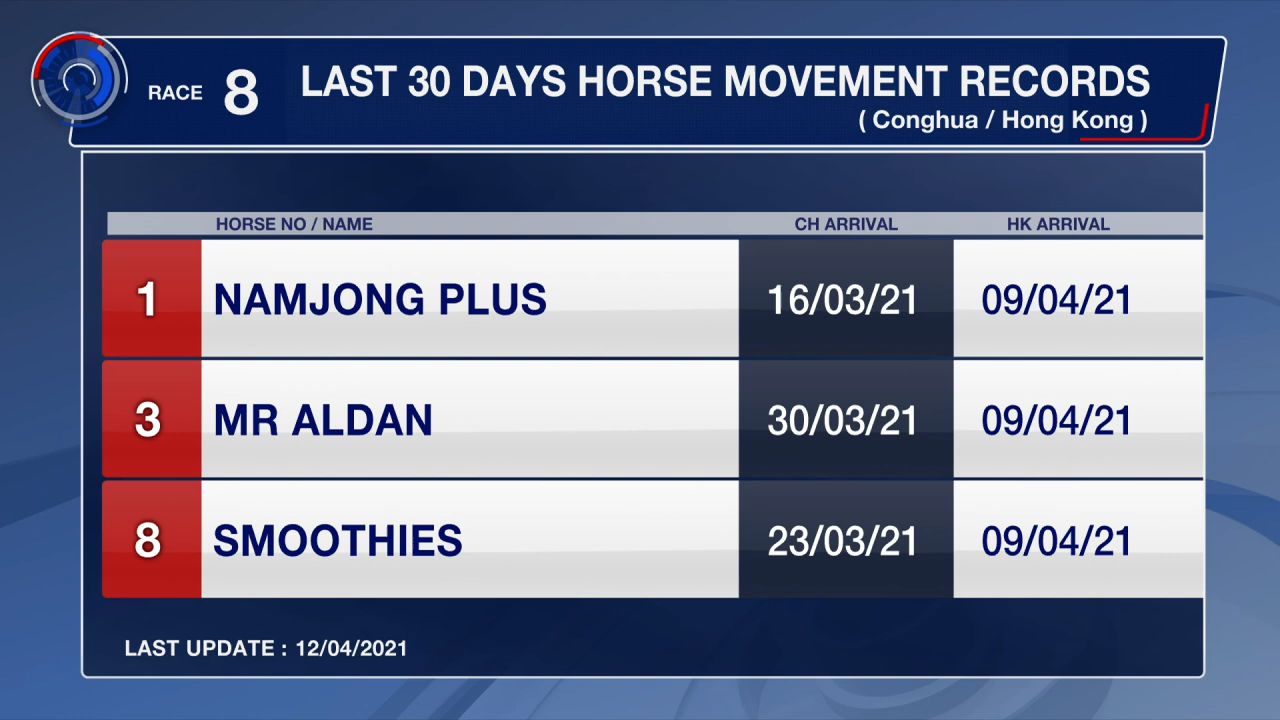 RACE 8 LAST 30 DAYS HORSE MOVEMENT RECORDS
( Conghua / Hong Kong )
HORSE NO / NAME CH ARRIVAL HK ARRIVAL
1 NAMJONG PLUS 16/03/21 09/04/21
3 MR ALDAN 30/03/21 09/04/21
8 SMOOTHIES 23/03/21 09/04/21
LAST UPDATE : 12/04/2021